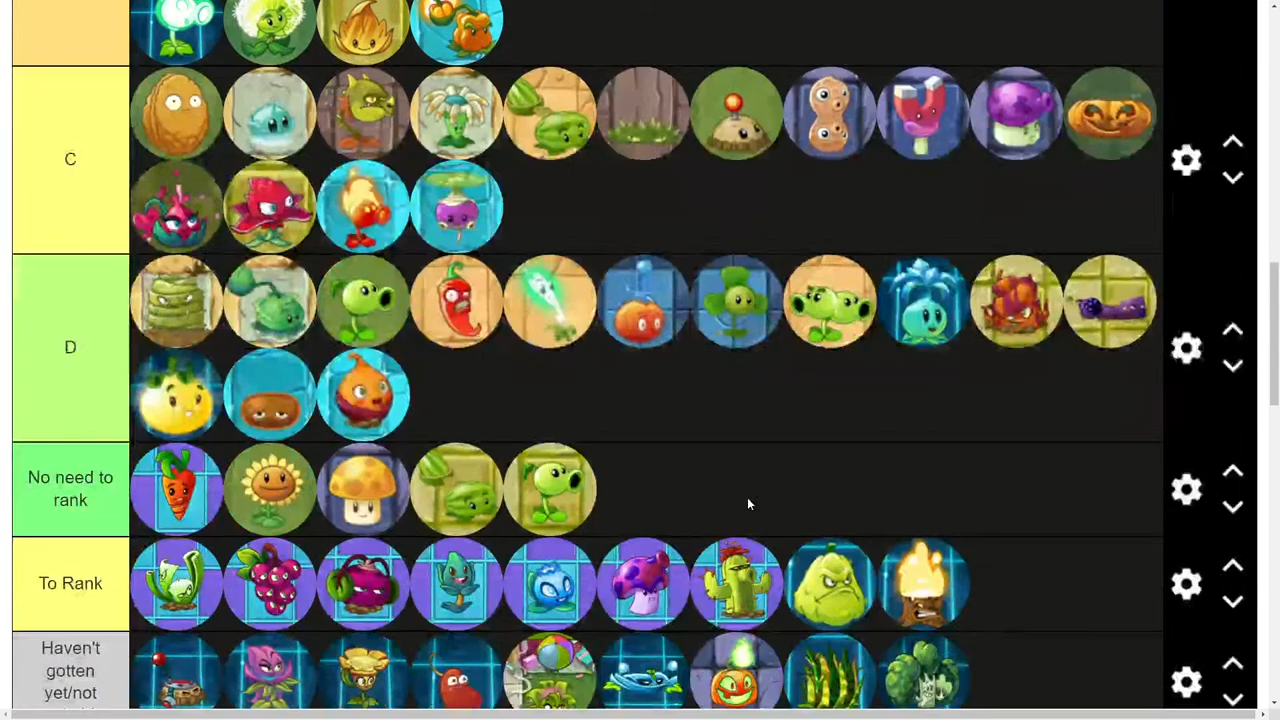 C
D
No need to
rank
To Rank
Haven't
gotten
yet/not